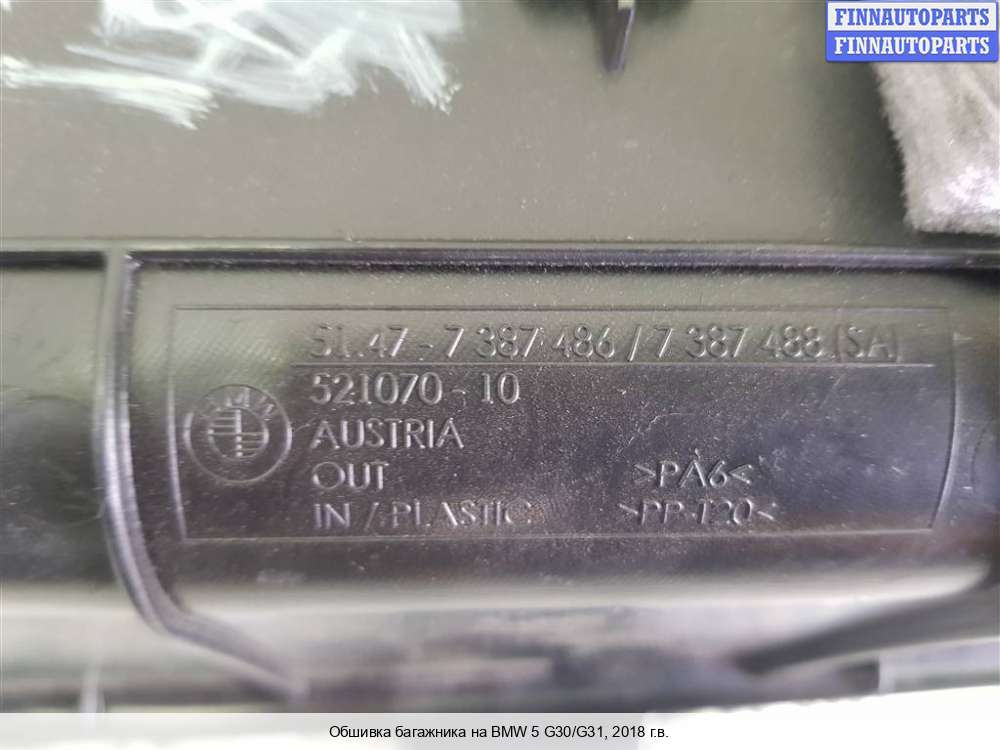 FINNAUTOPARTS
FINNAUTOPARTS
51.47 - 7 387 486 / 7 387 488 (SA)
521070 - 10
BMW
AUSTRIA
OUT >PA6<
IN / PLASTIC >PP-T20<
Обшивка багажника на BMW 5 G30/G31, 2018 г.в.